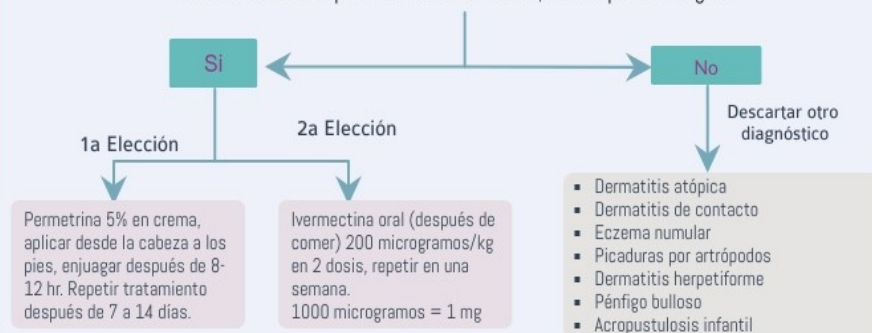 Si
No
1a Elección
2a Elección
Descartar otro
diagnóstico
Permetrina 5% en crema,
aplicar desde la cabeza a los
pies, enjuagar después de 8-
12 hr. Repetir tratamiento
después de 7 a 14 días.
Ivermectina oral (después de
comer) 200 microgramos/kg
en 2 dosis, repetir en una
semana.
1000 microgramos = 1 mg
▪ Dermatitis atópica
▪ Dermatitis de contacto
▪ Eczema numular
▪ Picaduras por artrópodos
▪ Dermatitis herpetiforme
▪ Pénfigo bulloso
▪ Acropustulosis infantil